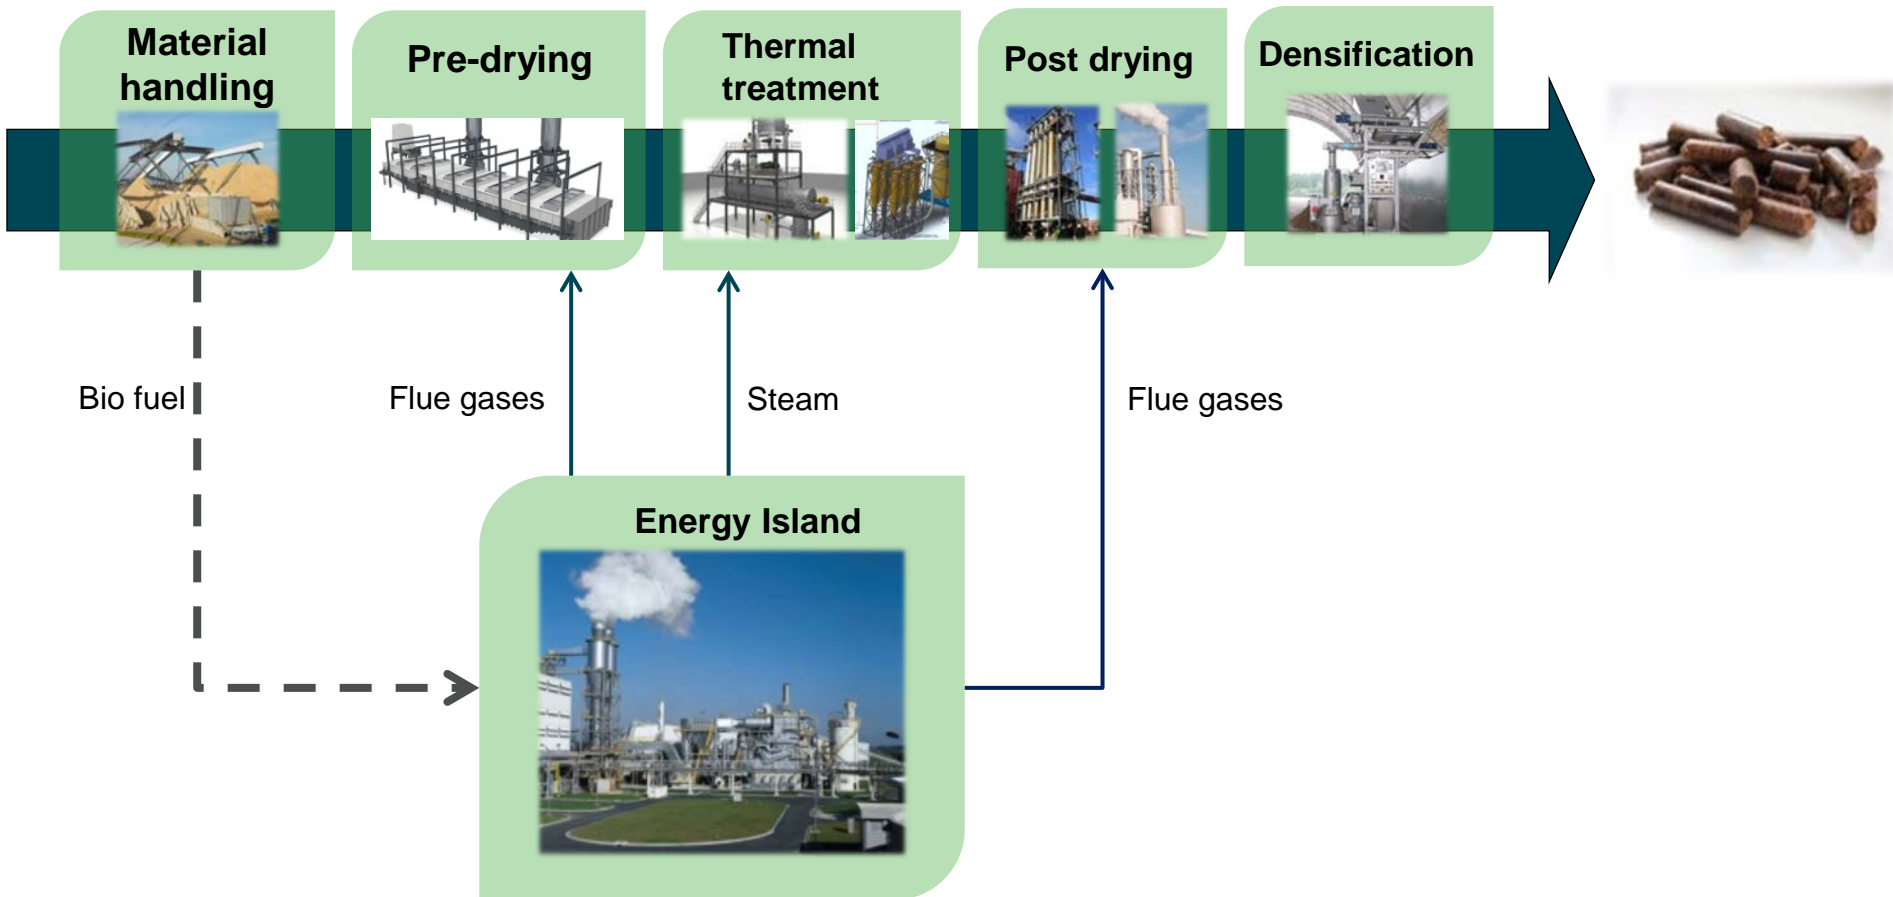 Material
handling
Pre-drying
Thermal
treatment
Post drying
Densification
Bio fuel
Flue gases
Steam
Flue gases
Energy Island